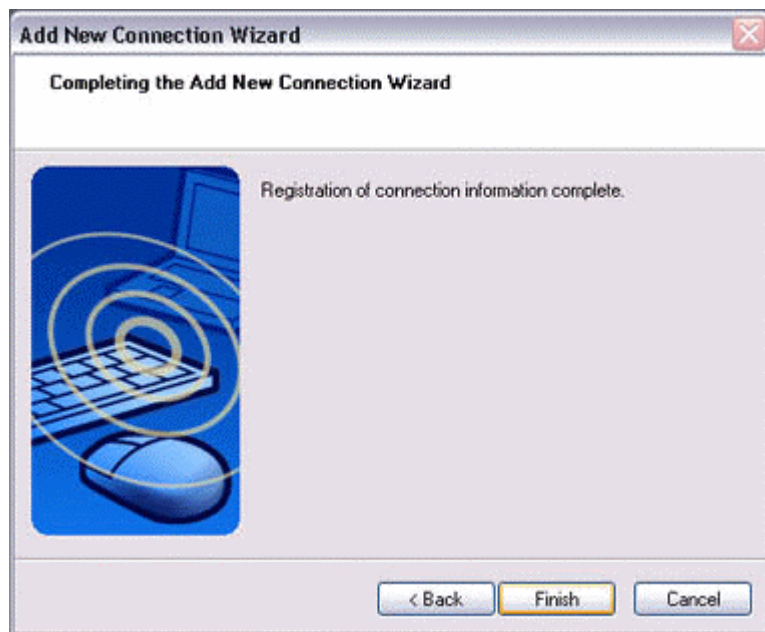 Add New Connection Wizard
Completing the Add New Connection Wizard
Registration of connection information complete.
< Back Finish Cancel